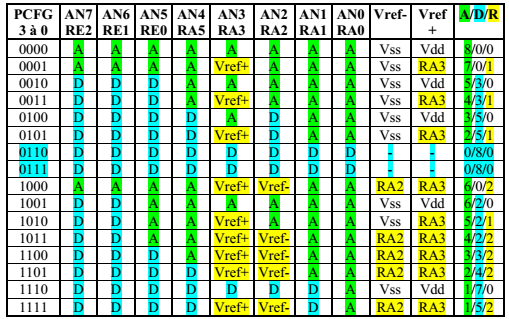 PCFG AN7 AN6 AN5 AN4 AN3 AN2 AN1 AN0 Vref- Vref A/D/R
3 à 0 RE2 RE1 RE0 RA5 RA3 RA2 RA1 RA0 +
0000 A A A A A A A A Vss Vdd 8/0/0
0001 A A A A Vref+ A A A Vss RA3 7/0/1
0010 D D D A A A A A Vss Vdd 5/3/0
0011 D D D A Vref+ A A A Vss RA3 4/3/1
0100 D D D D A D A A Vss Vdd 3/5/0
0101 D D D D Vref+ D A A Vss RA3 2/5/1
0110 D D D D D D D D - - 0/8/0
0111 D D D D D D D D - - 0/8/0
1000 A A A A Vref+ Vref- A A RA2 RA3 6/0/2
1001 D D A A A A A A Vss Vdd 6/2/0
1010 D D A A Vref+ A A A Vss RA3 5/2/1
1011 D D A A Vref+ Vref- A A RA2 RA3 4/2/2
1100 D D D A Vref+ Vref- A A RA2 RA3 3/3/2
1101 D D D D Vref+ Vref- A A RA2 RA3 2/4/2
1110 D D D D D D D A Vss Vdd 1/7/0
1111 D D D D Vref+ Vref- D A RA2 RA3 1/5/2